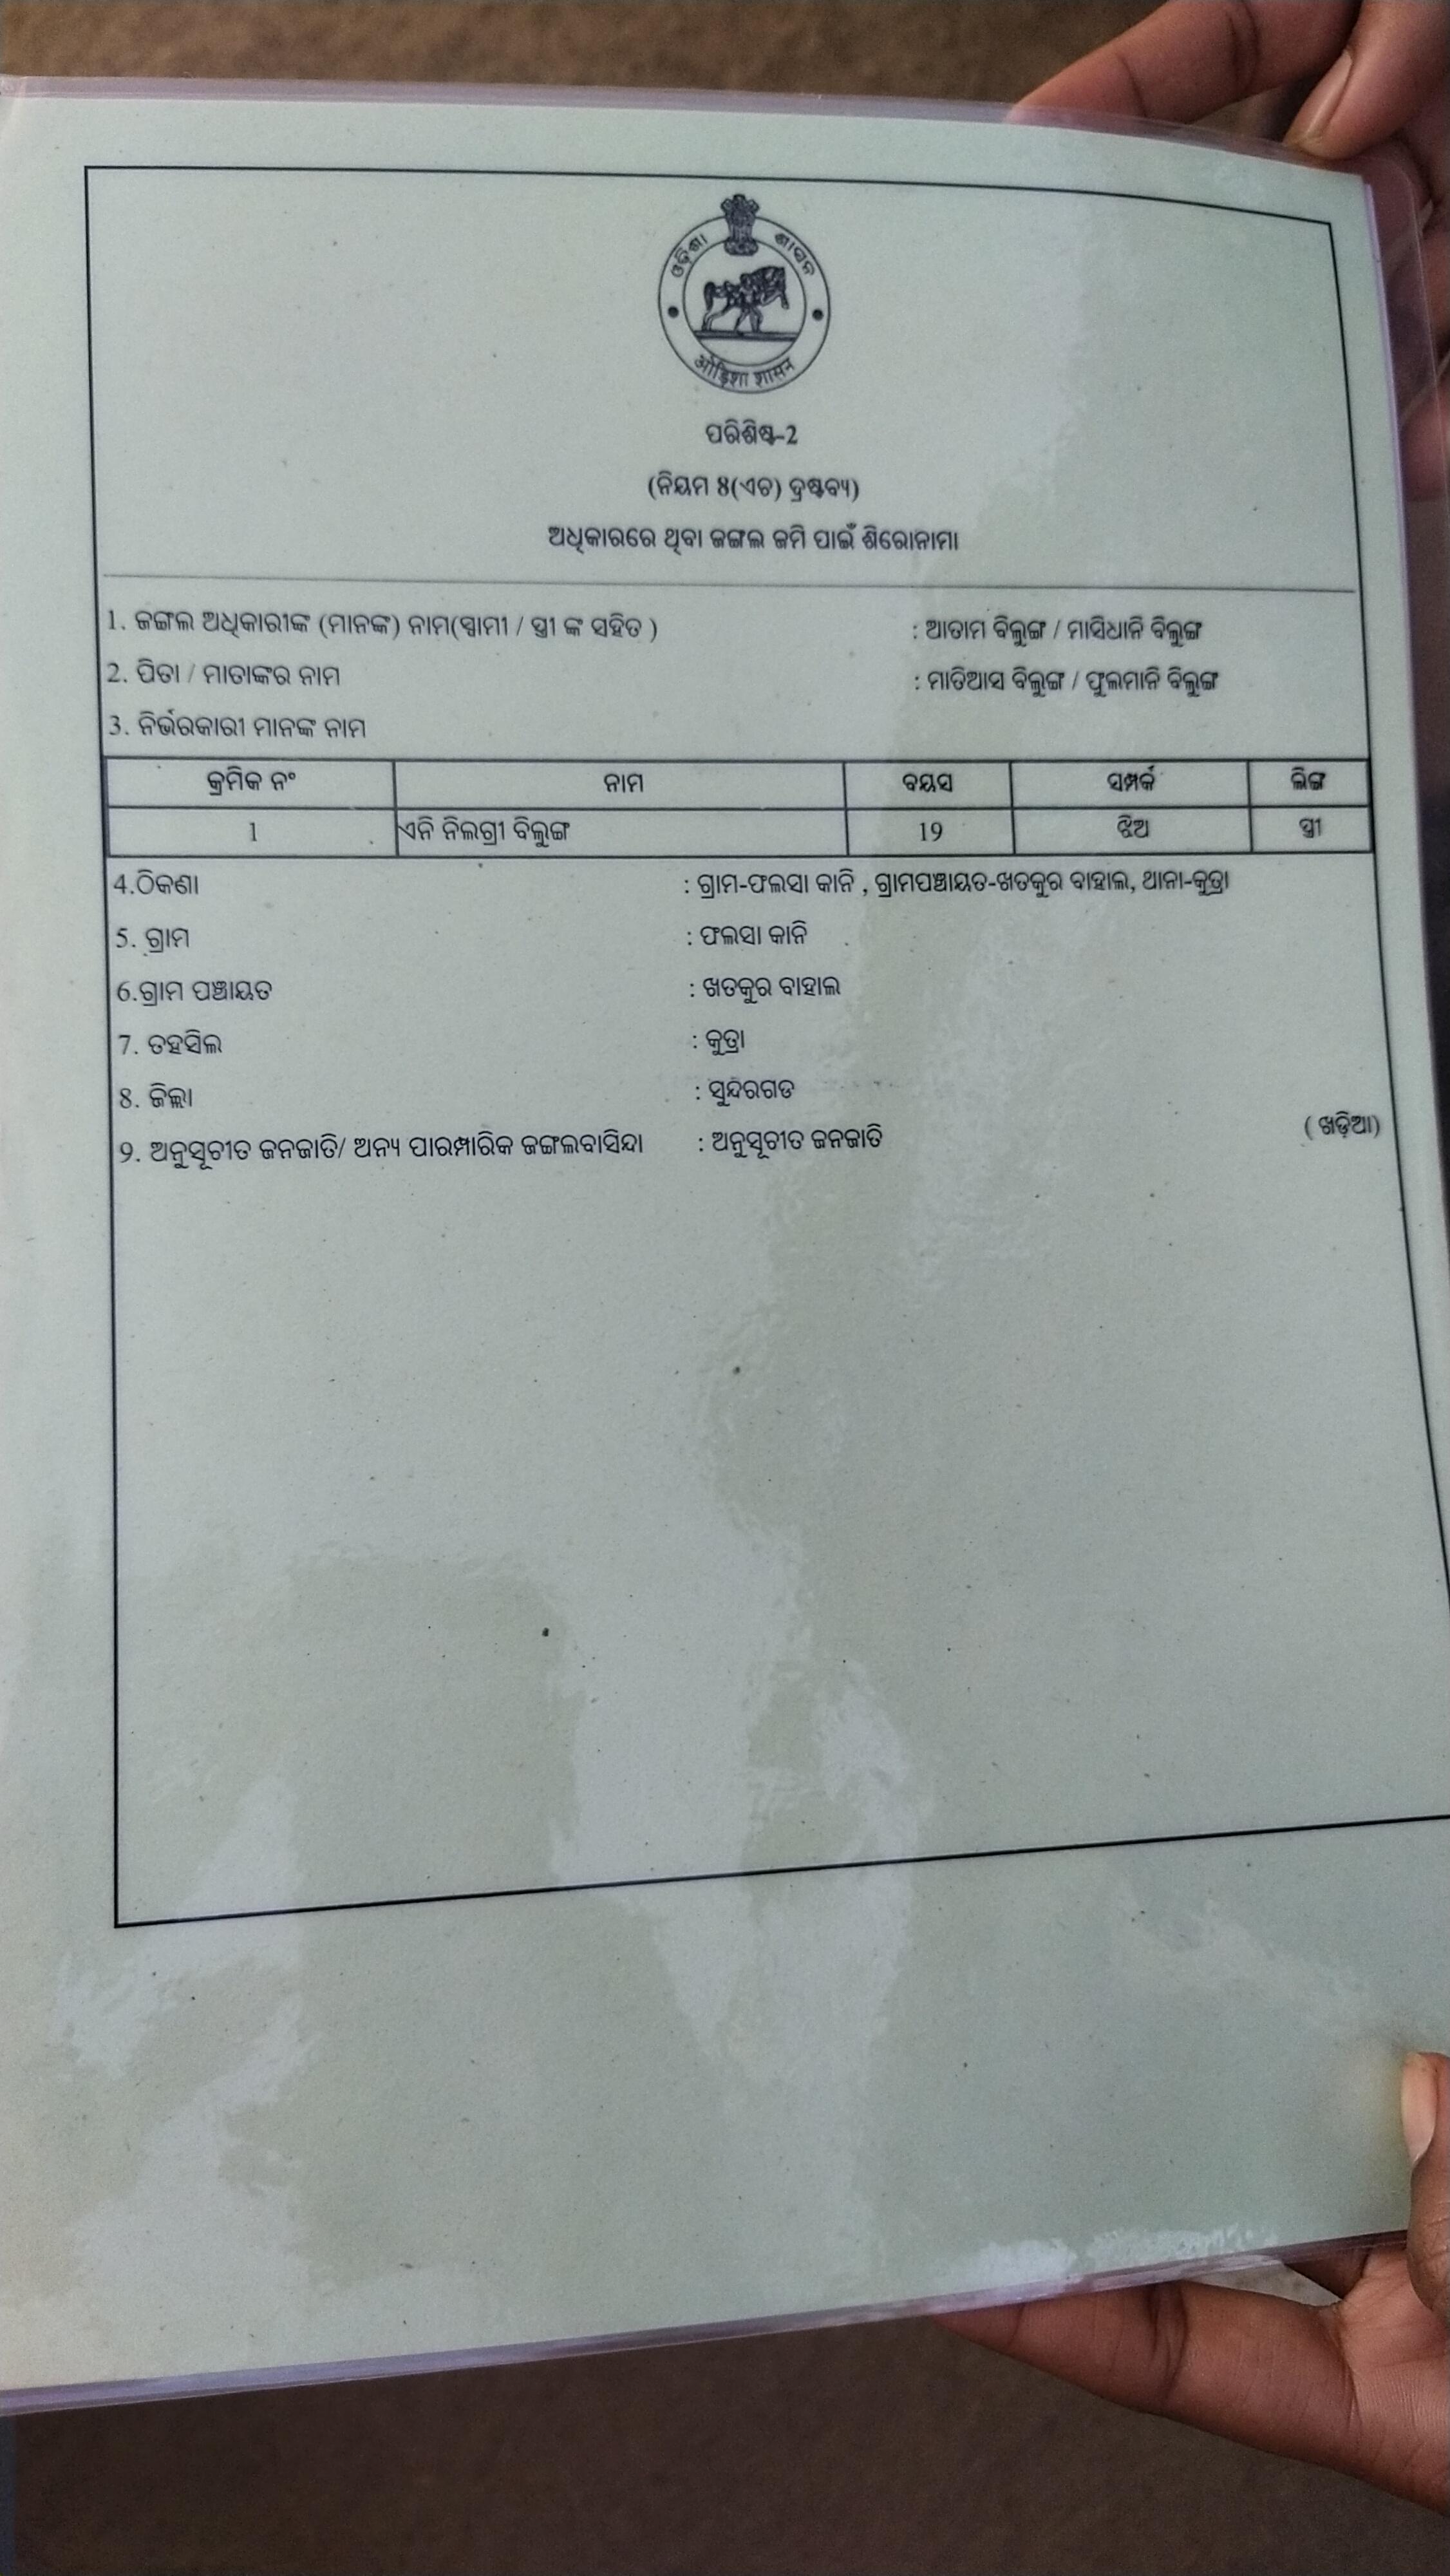 ଓଡ଼ିଶା ଶାସନ
ओड़िशा शासन
ପରିଶିଷ୍ଟ-2
(ନିୟମ ୫(ଏଚ) ଦ୍ରଷ୍ଟବ୍ୟ)
ଅଧିକାରରେ ଥିବା ଜଙ୍ଗଲ ଜମି ପାଇଁ ଶିରୋନାମା
1. ଜଙ୍ଗଲ ଅଧିକାରୀଙ୍କ (ମାନଙ୍କ) ନାମ(ସ୍ୱାମୀ / ସ୍ତ୍ରୀ ଙ୍କ ସହିତ ) : ଆତାମ ବିଲୁଙ୍ଗ / ମାସିଧାନି ବିଲୁଙ୍ଗ
2. ପିତା / ମାତାଙ୍କର ନାମ : ମାତିଆସ ବିଲୁଙ୍ଗ / ଫୁଲମାନି ବିଲୁଙ୍ଗ
3. ନିର୍ଭରକାରୀ ମାନଙ୍କ ନାମ
କ୍ରମିକ ନଂ ନାମ ବୟସ ସମ୍ପର୍କ ଲିଙ୍ଗ
1 ଏନି ନିଲଗ୍ରୀ ବିଲୁଙ୍ଗ 19 ଝିଅ ସ୍ତ୍ରୀ
4.ଠିକଣା : ଗ୍ରାମ-ଫଲସା କାନି , ଗ୍ରାମପଞ୍ଚାୟତ-ଖତକୁର ବାହାଲ, ଥାନା-କୁତ୍ରା
5. ଗ୍ରାମ : ଫଲସା କାନି
6.ଗ୍ରାମ ପଞ୍ଚାୟତ : ଖତକୁର ବାହାଲ
7. ତହସିଲ : କୁତ୍ରା
8. ଜିଲ୍ଲା : ସୁନ୍ଦରଗଡ
9. ଅନୁସୂଚୀତ ଜନଜାତି/ ଅନ୍ୟ ପାରମ୍ପାରିକ ଜଙ୍ଗଲବାସିନ୍ଦା : ଅନୁସୂଚୀତ ଜନଜାତି ( ଖଡ଼ିଆ)